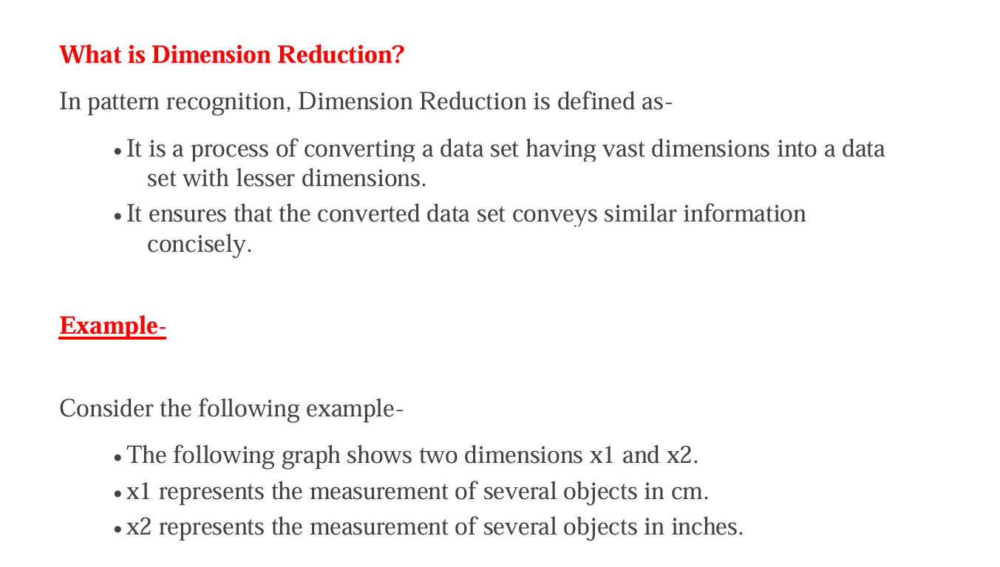 What is Dimension Reduction?
In pattern recognition, Dimension Reduction is defined as-
• It is a process of converting a data set having vast dimensions into a data
set with lesser dimensions.
• It ensures that the converted data set conveys similar information
concisely.
Example-
Consider the following example-
• The following graph shows two dimensions x1 and x2.
• x1 represents the measurement of several objects in cm.
• x2 represents the measurement of several objects in inches.